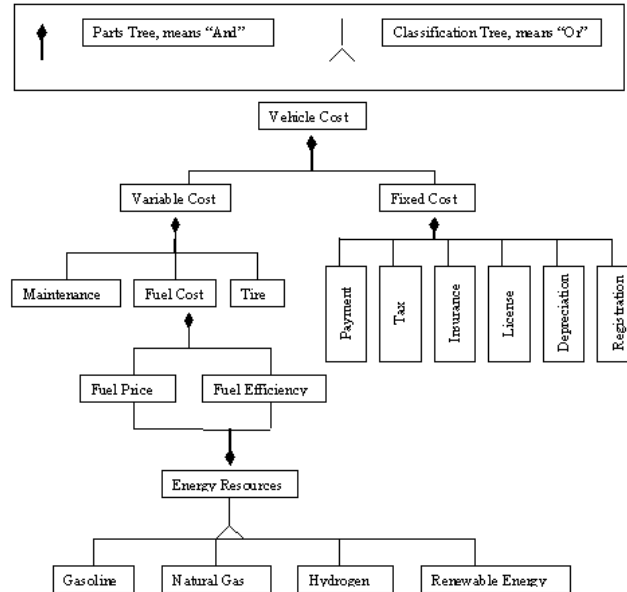 Parts Tree, means "And"
Classification Tree, means "Or"
Vehicle Cost
Variable Cost
Fixed Cost
Maintenance
Fuel Cost
Tire
Payment
Tax
Insurance
License
Depreciation
Registration
Fuel Price
Fuel Efficiency
Energy Resources
Gasoline
Natural Gas
Hydrogen
Renewable Energy